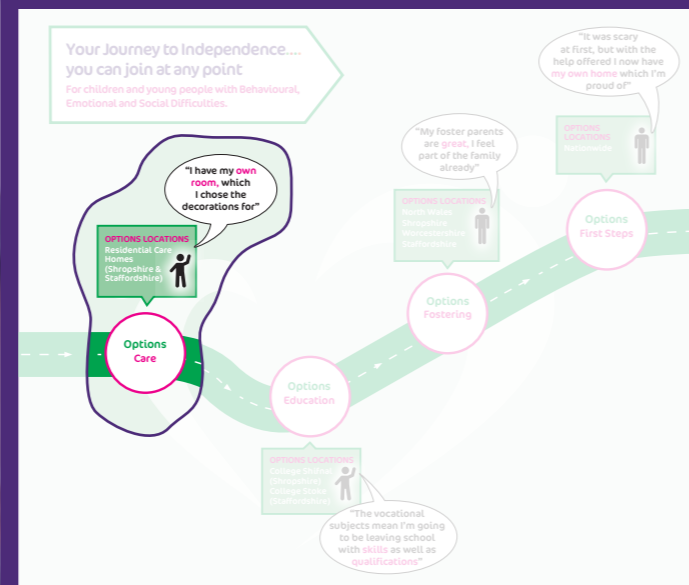 Your Journey to Independence....
you can join at any point
For children and young people with Behavioural,
Emotional and Social Difficulties.
"I have my own
room, which
I chose the
decorations for"
OPTIONS LOCATIONS
Residential Care
Homes
(Shropshire &
Staffordshire)
Options
Care
Options
Education
OPTIONS LOCATIONS
College
(Shropshire)
College Stoke
(Staffordshire)
"The vocational
subjects mean I'm going
to be leaving school
with skills as well as
qualifications"
"My foster parents
are great, I feel
part of the family
already"
OPTIONS LOCATIONS
North Wales
Shropshire
Worcestershire
Staffordshire
Options
Fostering
"It was scary
at first, but with the
help offered I now have
my own home which I'm
proud of"
OPTIONS
LOCATIONS
Nationwide
Options
First Steps